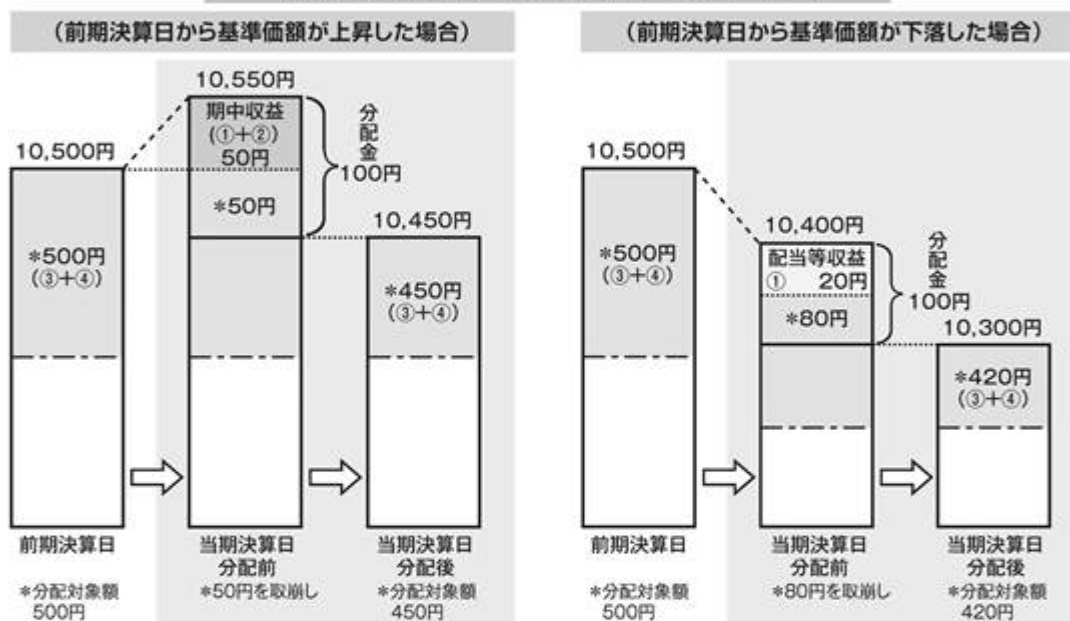 (前期決算日から基準価額が上昇した場合)
10,550円
期中収益
(①+②)
50円
分配金
100円
10,500円
*50円
10,450円
*500円
(③+④)
*450円
(③+④)
前期決算日
当期決算日
分配前
当期決算日
分配後
*分配対象額
500円
*50円を取崩し
*分配対象額
450円
(前期決算日から基準価額が下落した場合)
10,500円
10,400円
配当等収益
① 20円
分配金
100円
*80円
10,300円
*500円
(③+④)
*420円
(③+④)
前期決算日
当期決算日
分配前
当期決算日
分配後
*分配対象額
500円
*80円を取崩し
*分配対象額
420円